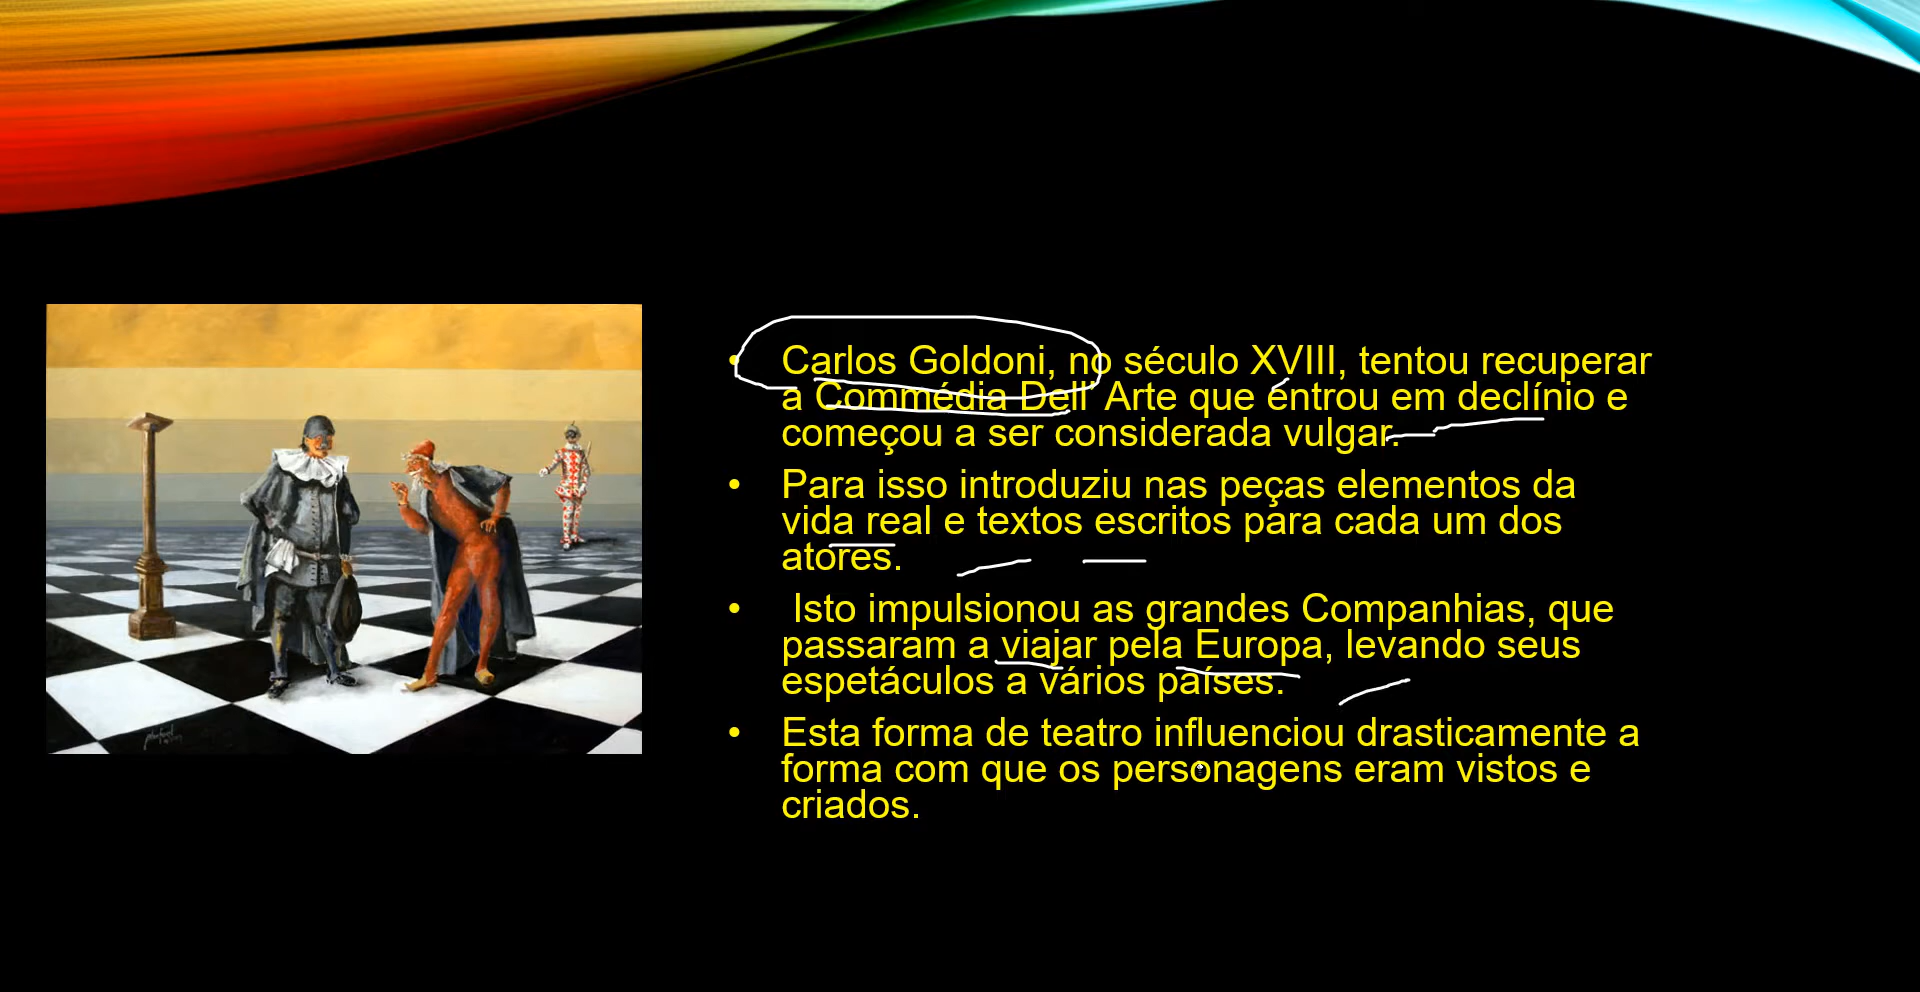 • Carlos Goldoni, no século XVIII, tentou recuperar
a Commédia Dell' Arte que entrou em declínio e
começou a ser considerada vulgar.
• Para isso introduziu nas peças elementos da
vida real e textos escritos para cada um dos
atores.
• Isto impulsionou as grandes Companhias, que
passaram a viajar pela Europa, levando seus
espetáculos a vários países.
• Esta forma de teatro influenciou drasticamente a
forma com que os personagens eram vistos e
criados.